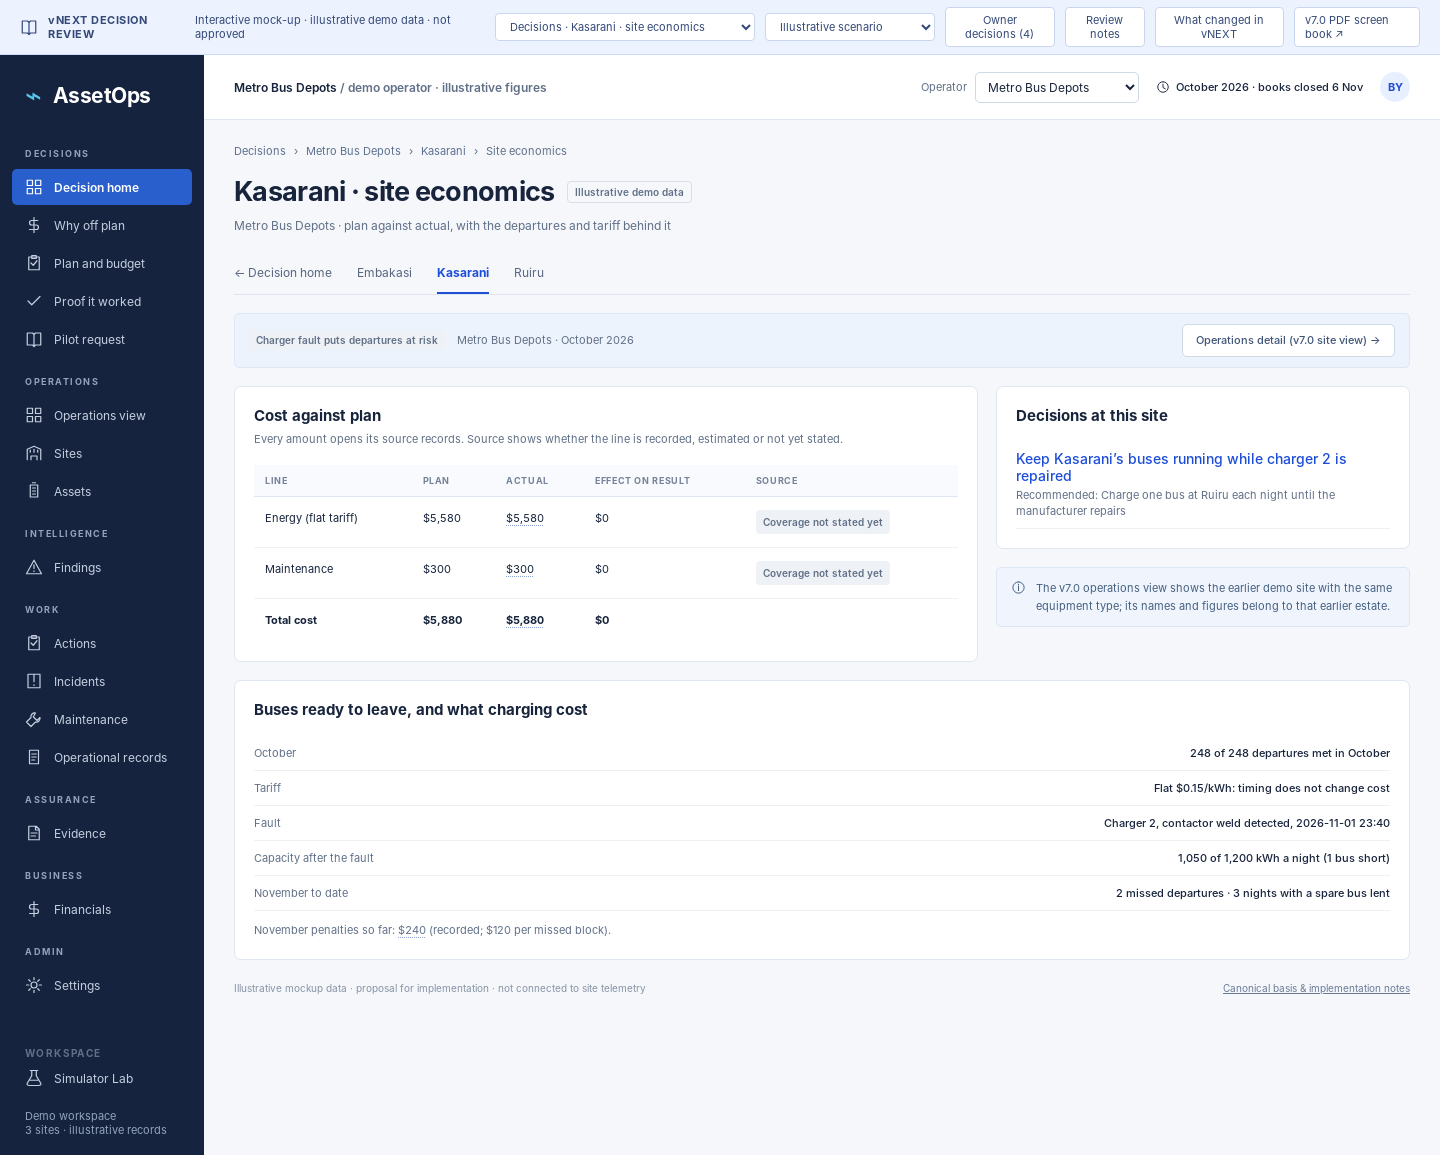 vNEXT DECISION REVIEW
Interactive mock-up · illustrative demo data · not approved
Decisions · Kasarani · site economics
Illustrative scenario
Owner decisions (4)
Review notes
What changed in vNEXT
v7.0 PDF screen book ↗
AssetOps
DECISIONS
Decision home
Why off plan
Plan and budget
Proof it worked
Pilot request
OPERATIONS
Operations view
Sites
Assets
INTELLIGENCE
Findings
WORK
Actions
Incidents
Maintenance
Operational records
ASSURANCE
Evidence
BUSINESS
Financials
ADMIN
Settings
WORKSPACE
Simulator Lab
Demo workspace
3 sites · illustrative records
Metro Bus Depots / demo operator · illustrative figures
Operator
Metro Bus Depots
October 2026 · books closed 6 Nov
BY
Decisions › Metro Bus Depots › Kasarani › Site economics
Kasarani · site economics
Illustrative demo data
Metro Bus Depots · plan against actual, with the departures and tariff behind it
← Decision home
Embakasi
Kasarani
Ruiru
Charger fault puts departures at risk
Metro Bus Depots · October 2026
Operations detail (v7.0 site view) →
Cost against plan
Every amount opens its source records. Source shows whether the line is recorded, estimated or not yet stated.
LINE PLAN ACTUAL EFFECT ON RESULT SOURCE
Energy (flat tariff) $5,580 $5,580 $0 Coverage not stated yet
Maintenance $300 $300 $0 Coverage not stated yet
Total cost $5,880 $5,880 $0
Decisions at this site
Keep Kasarani’s buses running while charger 2 is
repaired
Recommended: Charge one bus at Ruiru each night until the
manufacturer repairs
The v7.0 operations view shows the earlier demo site with the same
equipment type; its names and figures belong to that earlier estate.
Buses ready to leave, and what charging cost
October 248 of 248 departures met in October
Tariff Flat $0.15/kWh: timing does not change cost
Fault Charger 2, contactor weld detected, 2026-11-01 23:40
Capacity after the fault 1,050 of 1,200 kWh a night (1 bus short)
November to date 2 missed departures · 3 nights with a spare bus lent
November penalties so far: $240 (recorded; $120 per missed block).
Illustrative mockup data · proposal for implementation · not connected to site telemetry
Canonical basis & implementation notes